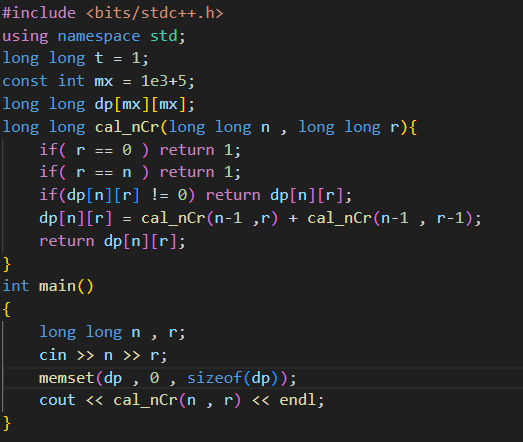 #include <bits/stdc++.h>
using namespace std;
long long t = 1;
const int mx = 1e3+5;
long long dp[mx][mx];
long long cal_nCr(long long n , long long r){
    if( r == 0 ) return 1;
    if( r == n ) return 1;
    if(dp[n][r] != 0) return dp[n][r];
    dp[n][r] = cal_nCr(n-1 ,r) + cal_nCr(n-1 , r-1);
    return dp[n][r];
}
int main()
{
    long long n , r;
    cin >> n >> r;
    memset(dp , 0 , sizeof(dp));
    cout << cal_nCr(n , r) << endl;
}